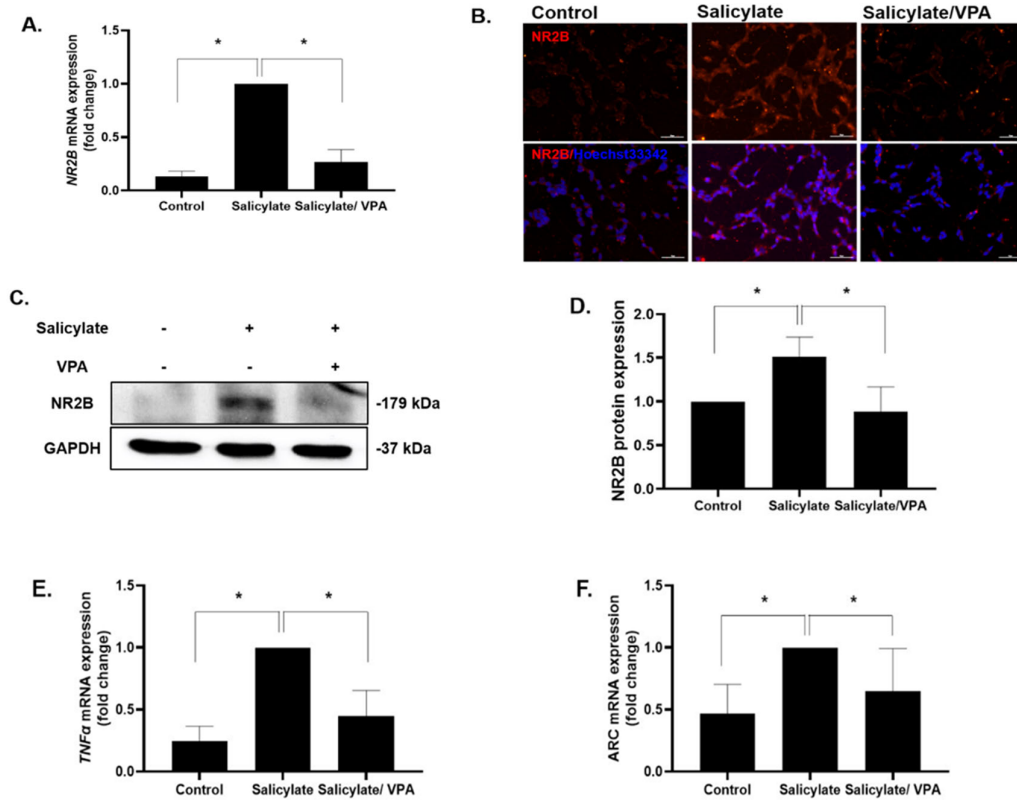 A.
NR2B mRNA expression
(fold change)
1.5
1.0
0.5
0.0
*
*
Control
Salicylate
Salicylate/ VPA
B.
Control
Salicylate
Salicylate/VPA
NR2B
NR2B/Hoechst33342
C.
Salicylate
-
+
+
VPA
-
-
+
NR2B
-179 kDa
GAPDH
-37 kDa
D.
NR2B protein expression
2.0
1.5
1.0
0.5
0.0
*
*
Control
Salicylate
Salicylate/VPA
E.
TNFα mRNA expression
(fold change)
1.5
1.0
0.5
0.0
*
*
Control
Salicylate
Salicylate/ VPA
F.
ARC mRNA expression
(fold change)
1.5
1.0
0.5
0.0
*
*
Control
Salicylate
Salicylate/ VPA